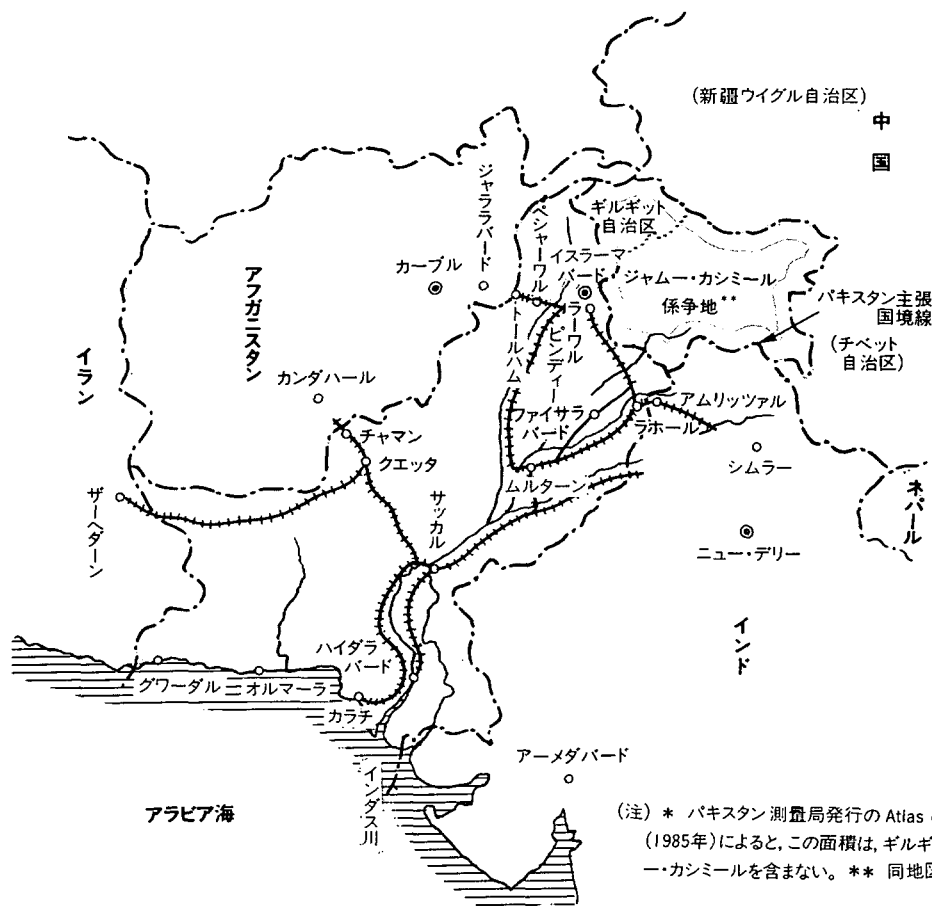 (新疆ウイグル自治区)
中国
ジャララバード
ペシャーワル
ギルギット
自治区
イスラーマ
バード
カーブル
ジャムー・カシミール
係争地**
パキスタン主張
国境線
(チベット
自治区)
アフガニスタン
トールハム
ラーワル
ピンディー
イラン
カンダハール
ファイサラ
バード
アムリッツァル
ラホール
チャマン
クエッタ
シムラー
ムルターン
ザーヘダーン
サッカル
ネパール
ニュー・デリー
インド
ハイダラ
バード
グワーダル
オルマーラ
カラチ
インダス川
アーメダバード
アラビア海
(注) * パキスタン測量局発行の Atlas
(1985年)によると,この面積は,ギルギ
ー・カシミールを含まない。 ** 同地区